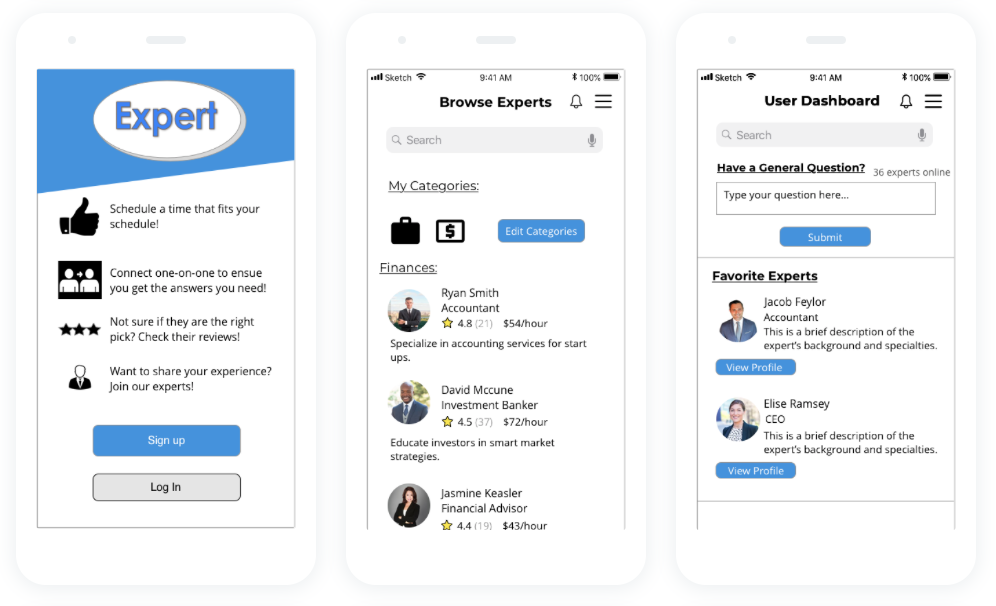 Expert
Schedule a time that fits your
schedule!
Connect one-on-one to ensue
you get the answers you need!
Not sure if they are the right
pick? Check their reviews!
Want to share your experience?
Join our experts!
Sign up
Log In
Sketch 9:41 AM 100%
Browse Experts
Search
My Categories:
$
Edit Categories
Finances:
Ryan Smith
Accountant
4.8 (21) $54/hour
Specialize in accounting services for start
ups.
David Mccune
Investment Banker
4.5 (37) $72/hour
Educate investors in smart market
strategies.
Jasmine Keasler
Financial Advisor
4.4 (19) $43/hour
Sketch 9:41 AM 100%
User Dashboard
Search
Have a General Question? 36 experts online
Type your question here...
Submit
Favorite Experts
Jacob Feylor
Accountant
This is a brief description of the
expert's background and specialties.
View Profile
Elise Ramsey
CEO
This is a brief description of the
expert's background and specialties.
View Profile